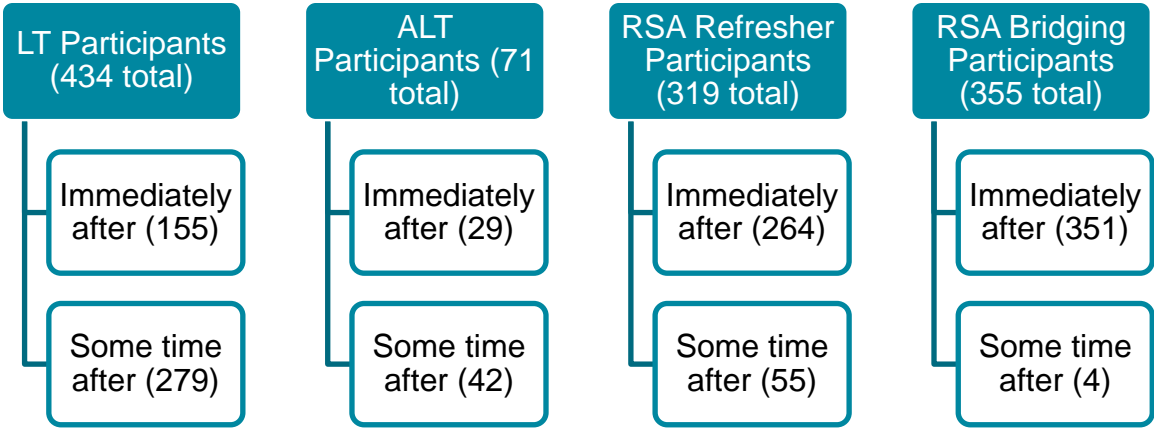 LT Participants
(434 total)
Immediately
after (155)
Some time
after (279)
ALT
Participants (71
total)
Immediately
after (29)
Some time
after (42)
RSA Refresher
Participants
(319 total)
Immediately
after (264)
Some time
after (55)
RSA Bridging
Participants
(355 total)
Immediately
after (351)
Some time
after (4)